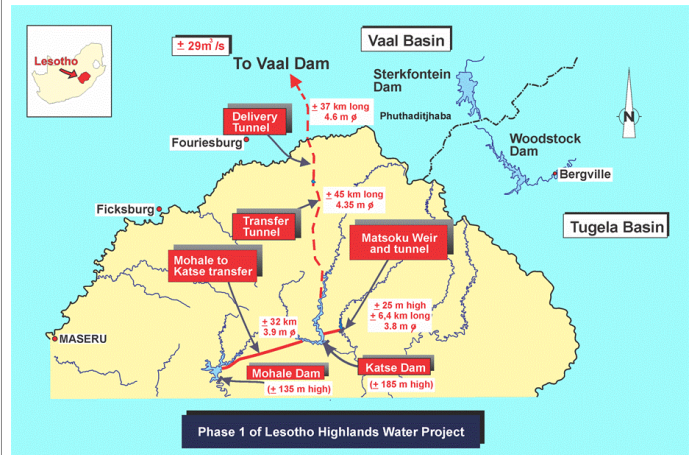 Lesotho
± 29m³/s
To Vaal Dam
Vaal Basin
Sterkfontein
Dam
± 37 km long
4.6 m ø
Phuthaditjhaba
Delivery
Tunnel
Fouriesburg
N
Woodstock
Dam
Bergville
± 45 km long
4.35 m ø
Ficksburg
Transfer
Tunnel
Tugela Basin
Matsoku Weir
and tunnel
Mohale to
Katse transfer
± 25 m high
± 6,4 km long
3.8 m ø
± 32 km
3.9 m ø
MASERU
Mohale Dam
(± 135 m high)
Katse Dam
(± 185 m high)
Phase 1 of Lesotho Highlands Water Project